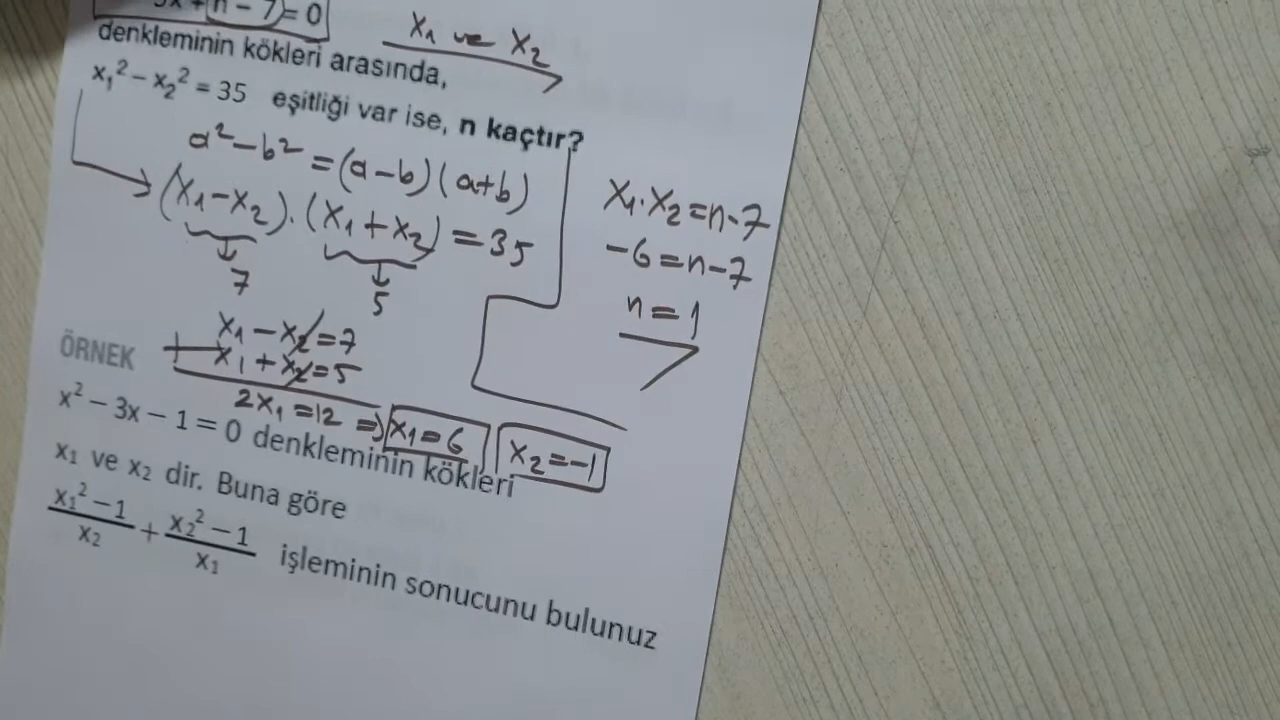 x + n - 7 = 0
x₁ ve x₂
denkleminin kökleri arasında,
x₁² - x₂² = 35 eşitliği var ise, n kaçtır?
a² - b² = (a - b) (a + b)
(x₁ - x₂) . (x₁ + x₂) = 35
7
5
x₁ - x₂ = 7
+ x₁ + x₂ = 5
2x₁ = 12 ⇒ x₁ = 6
x₂ = -1
x₁ . x₂ = n - 7
-6 = n - 7
n = 1
ÖRNEK
x² - 3x - 1 = 0 denkleminin kökleri
x₁ ve x₂ dir. Buna göre
x₁² - 1 / x₂ + x₂² - 1 / x₁ işleminin sonucunu bulunuz